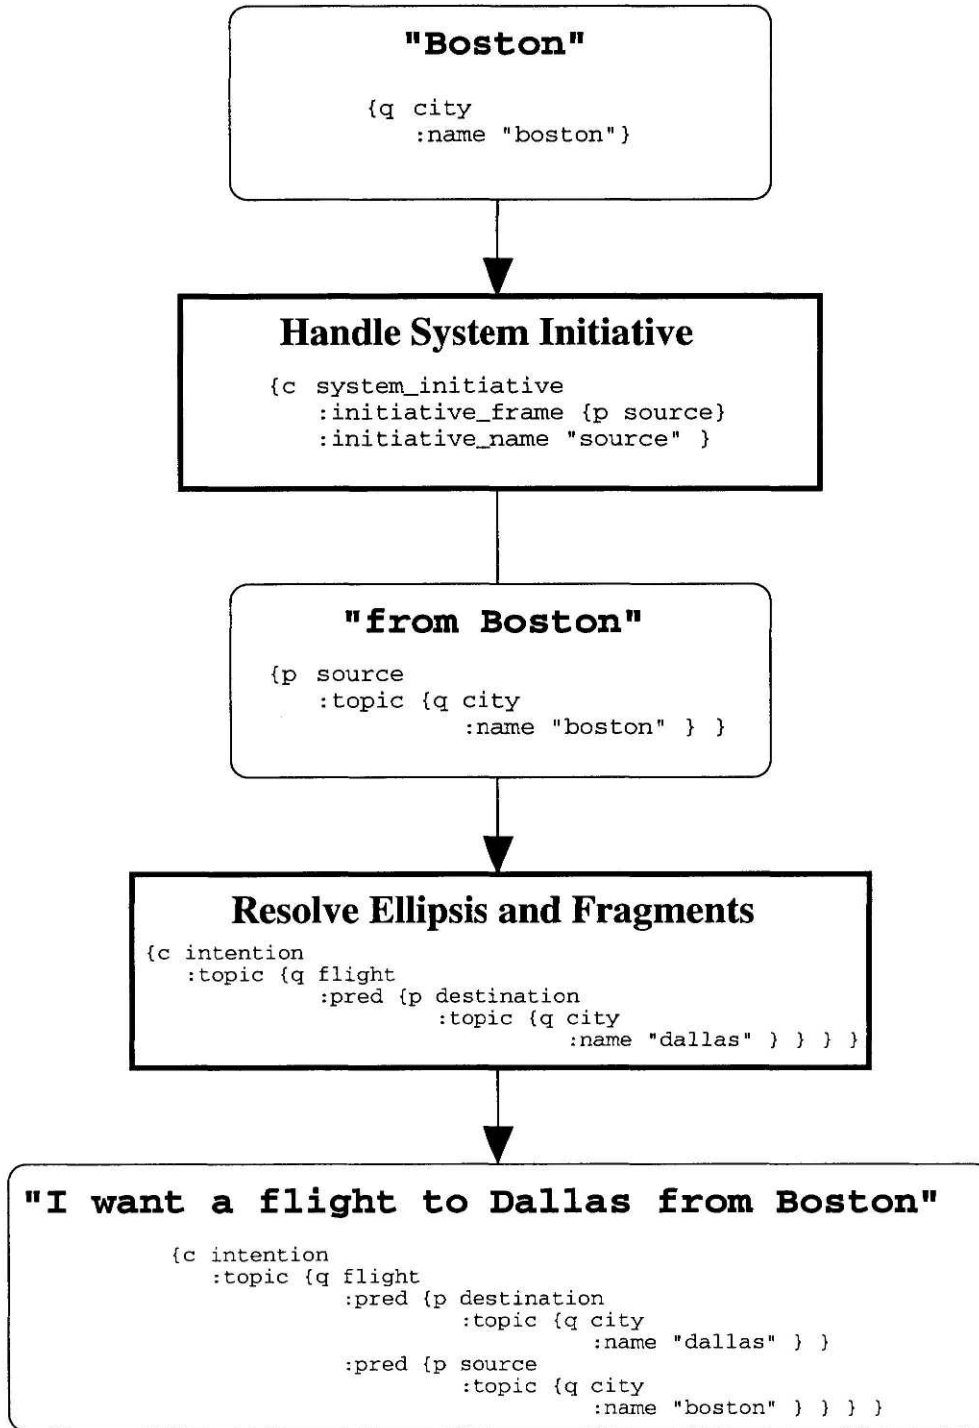 "Boston"
{q city
:name "boston"}
Handle System Initiative
{c system_initiative
:initiative_frame {p source}
:initiative_name "source" }
"from Boston"
{p source
:topic {q city
:name "boston" } }
Resolve Ellipsis and Fragments
{c intention
:topic {q flight
:pred {p destination
:topic {q city
:name "dallas" } } } }
"I want a flight to Dallas from Boston"
{c intention
:topic {q flight
:pred {p destination
:topic {q city
:name "dallas" } }
:pred {p source
:topic {q city
:name "boston" } } } }